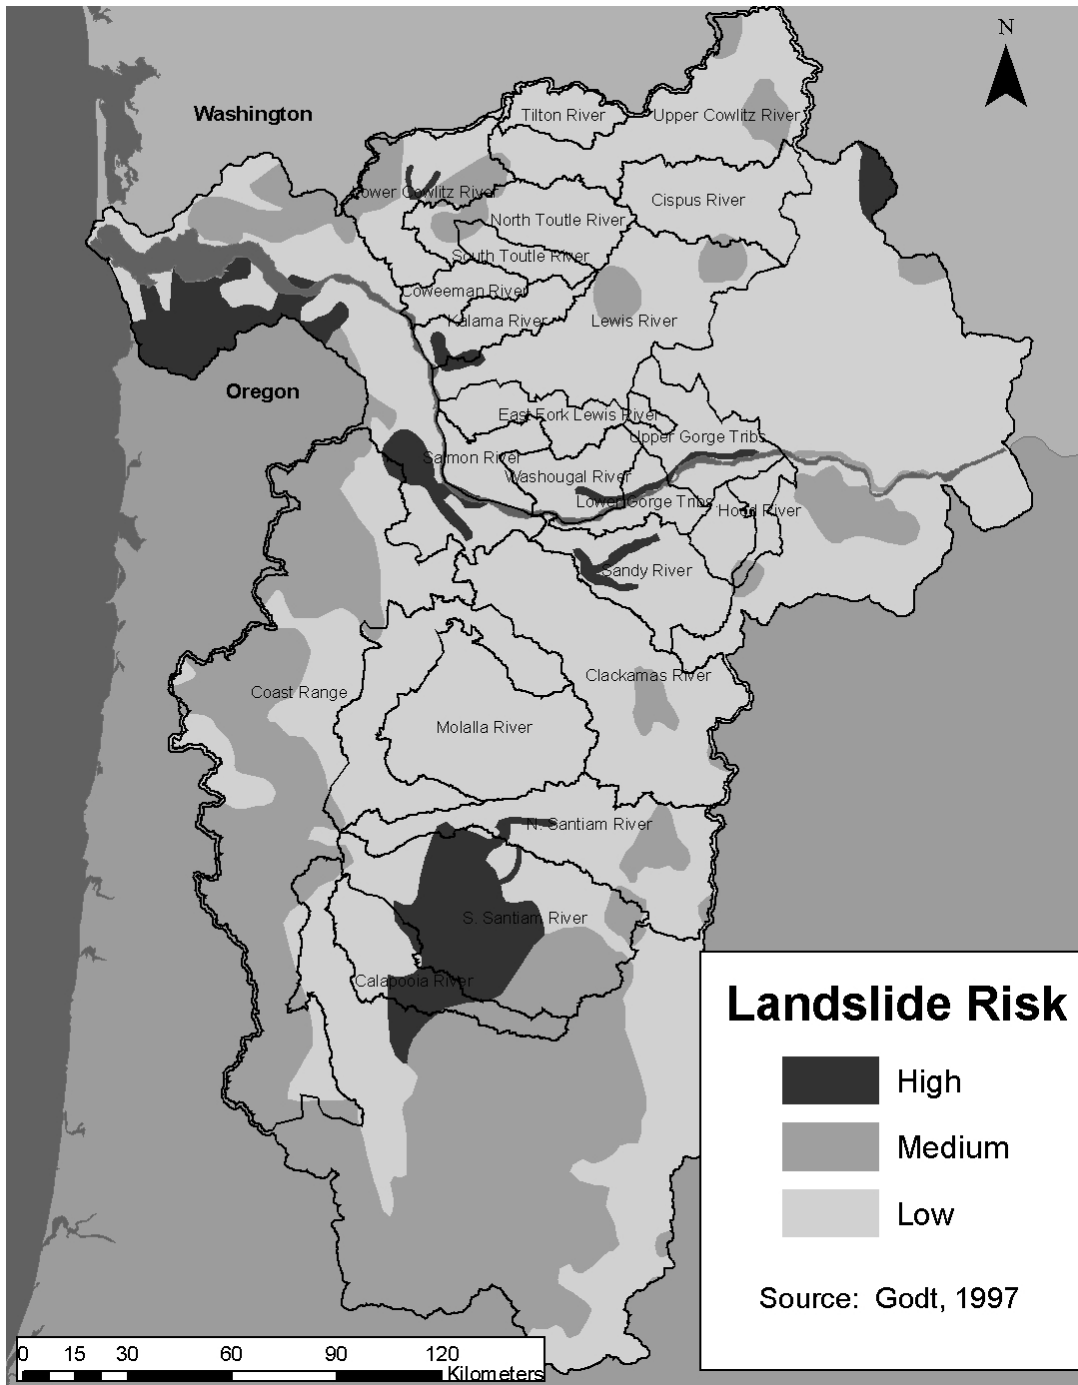 N
Washington
Tilton River
Upper Cowlitz River
Lower Cowlitz River
Cispus River
North Toutle River
South Toutle River
Coweeman River
Kalama River
Lewis River
Oregon
East Fork Lewis River
Upper Gorge Tribs
Salmon River
Washougal River
Lower Gorge Tribs
Hood River
Sandy River
Clackamas River
Coast Range
Molalla River
N. Santiam River
S. Santiam River
Calapooia River
Landslide Risk
High
Medium
Low
Source: Godt, 1997
0 15 30 60 90 120
Kilometers